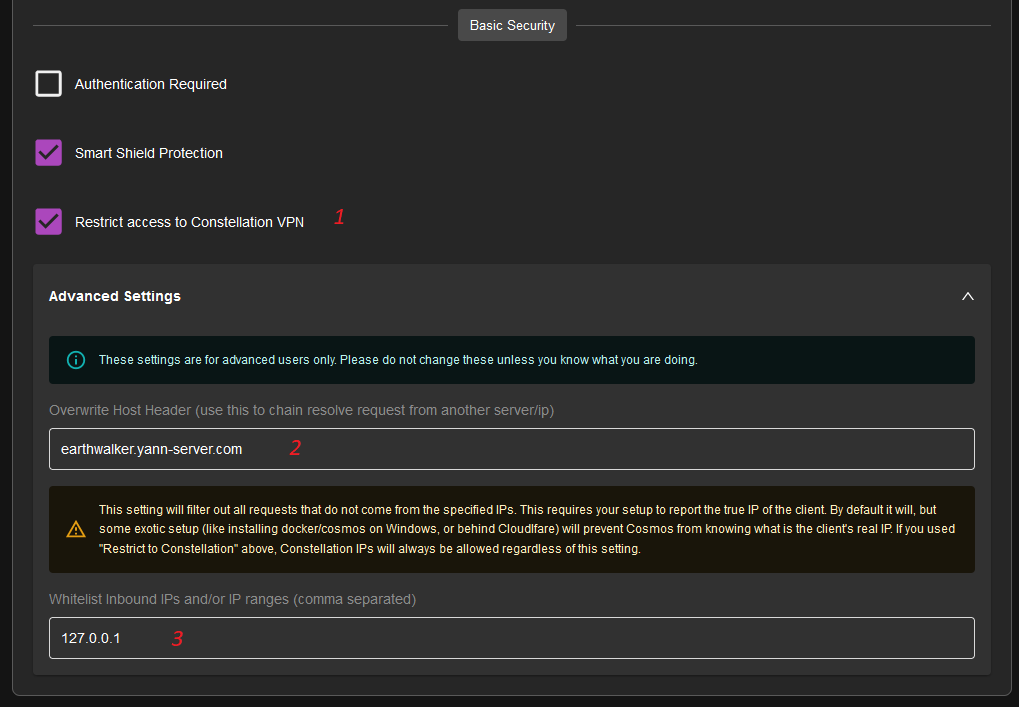 Basic Security
Authentication Required
Smart Shield Protection
Restrict access to Constellation VPN 1
Advanced Settings
These settings are for advanced users only. Please do not change these unless you know what you are doing.
Overwrite Host Header (use this to chain resolve request from another server/ip)
earthwalker.yann-server.com 2
This setting will filter out all requests that do not come from the specified IPs. This requires your setup to report the true IP of the client. By default it will, but
some exotic setup (like installing docker/cosmos on Windows, or behind Cloudlfare) will prevent Cosmos from knowing what is the client's real IP. If you used
"Restrict to Constellation" above, Constellation IPs will always be allowed regardless of this setting.
Whitelist Inbound IPs and/or IP ranges (comma separated)
127.0.0.1 3